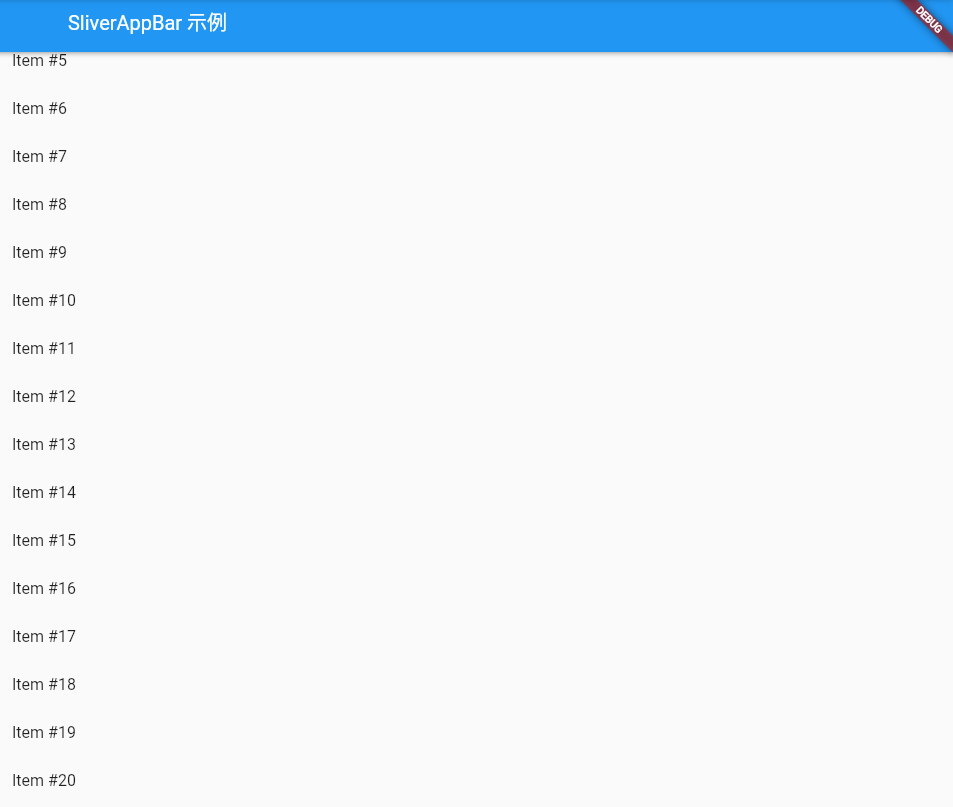 SliverAppBar 示例
DEBUG
Item #5
Item #6
Item #7
Item #8
Item #9
Item #10
Item #11
Item #12
Item #13
Item #14
Item #15
Item #16
Item #17
Item #18
Item #19
Item #20